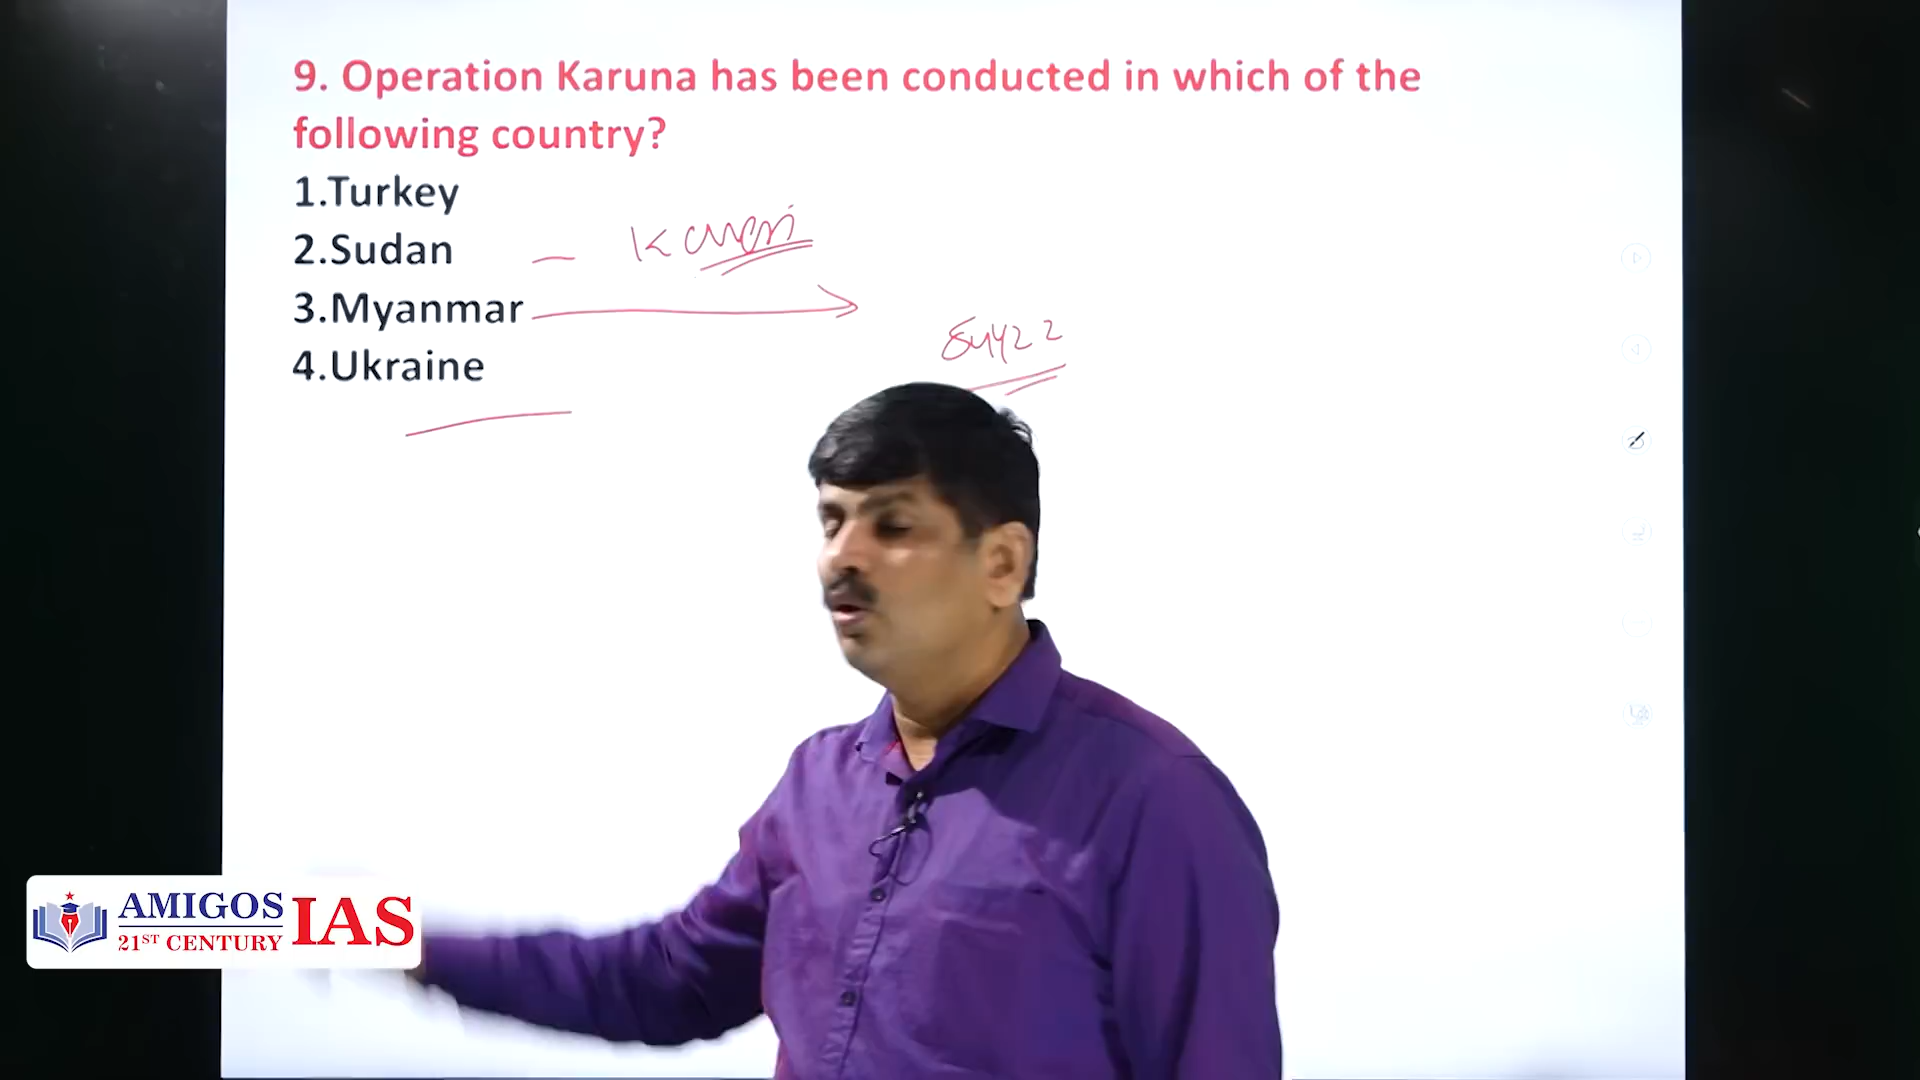 9. Operation Karuna has been conducted in which of the
following country?
1.Turkey
2.Sudan
3.Myanmar
4.Ukraine
AMIGOS
21ST CENTURY
IAS